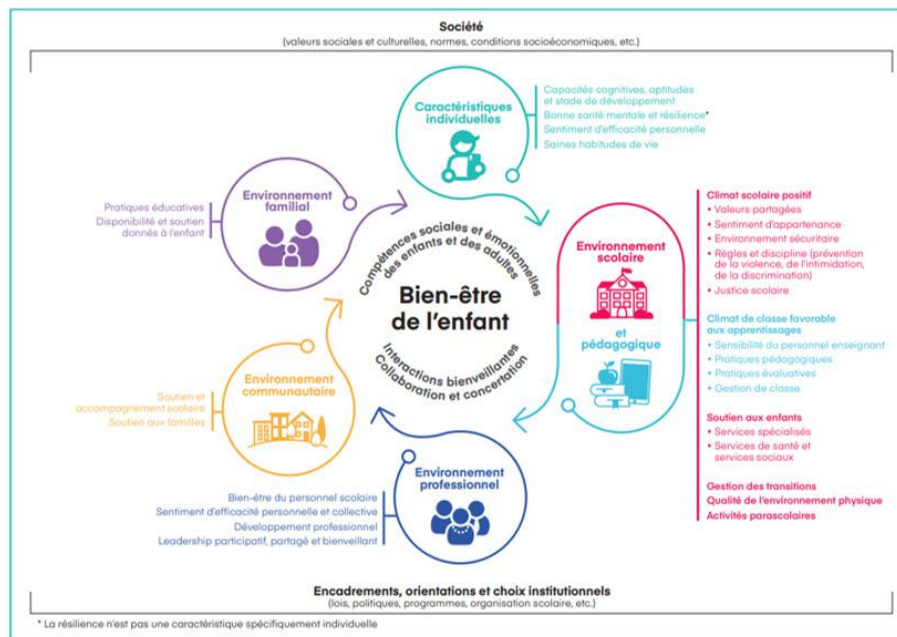 Société
(valeurs sociales et culturelles, normes, conditions socioéconomiques, etc.)
Caractéristiques
individuelles
Capacités cognitives, aptitudes
et stade de développement
Bonne santé mentale et résilience*
Sentiment d'efficacité personnelle
Saines habitudes de vie
Environnement
familial
Pratiques éducatives
Disponibilité et soutien
donnés à l'enfant
Compétences sociales et émotionnelles
des enfants et des adultes
Bien-être
de l'enfant
Interactions bienveillantes
Collaboration et concertation
Environnement
scolaire
et
pédagogique
Climat scolaire positif
• Valeurs partagées
• Sentiment d'appartenance
• Environnement sécuritaire
• Règles et discipline (prévention
de la violence, de l'intimidation,
de la discrimination)
• Justice scolaire
Climat de classe favorable
aux apprentissages
• Sensibilité du personnel enseignant
• Pratiques pédagogiques
• Pratiques évaluatives
• Gestion de classe
Soutien aux enfants
• Services spécialisés
• Services de santé et
services sociaux
Gestion des transitions
Qualité de l'environnement physique
Activités parascolaires
Environnement
communautaire
Soutien et
accompagnement scolaire
Soutien aux familles
Environnement
professionnel
Bien-être du personnel scolaire
Sentiment d'efficacité personnelle et collective
Développement professionnel
Leadership participatif, partagé et bienveillant
Encadrements, orientations et choix institutionnels
(lois, politiques, programmes, organisation scolaire, etc.)
* La résilience n'est pas une caractéristique spécifiquement individuelle